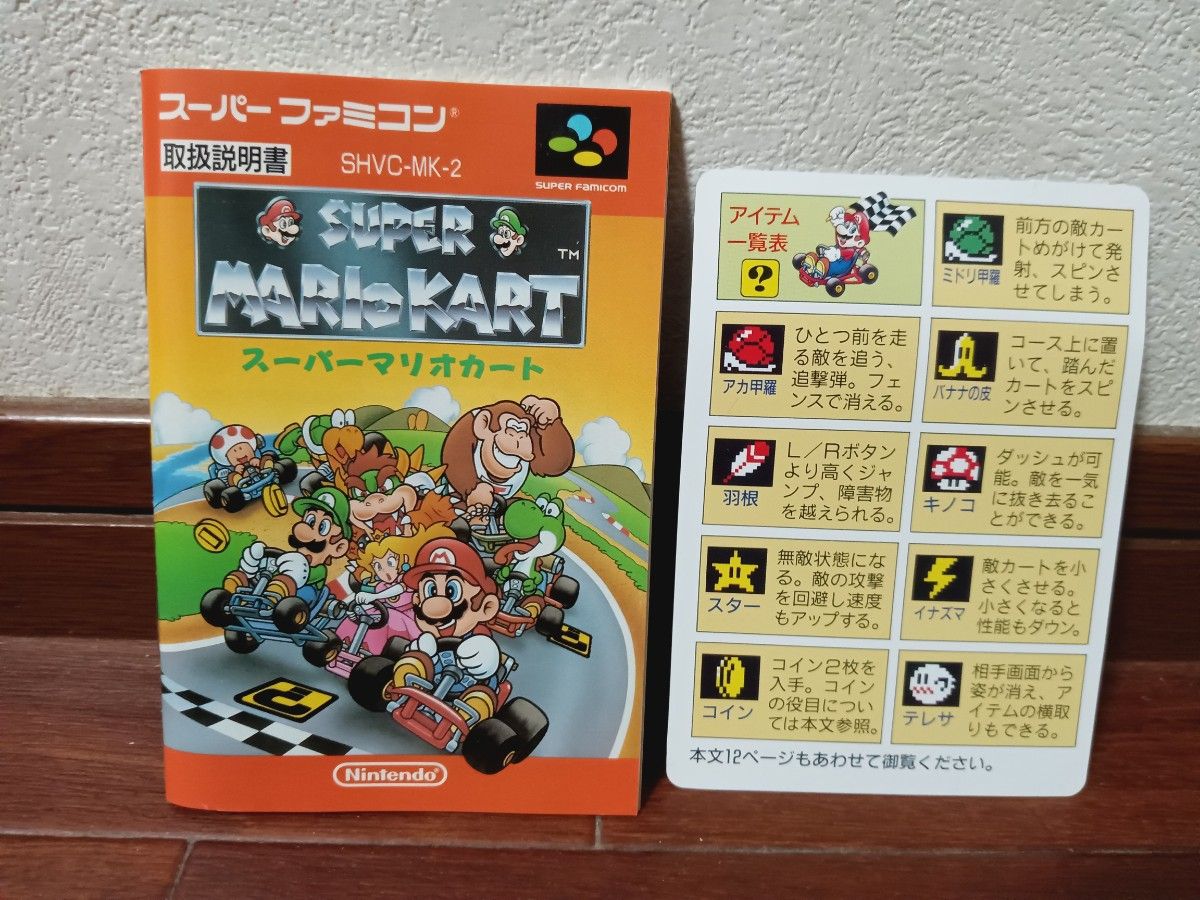 スーパー ファミコン®
取扱説明書
SHVC-MK-2
SUPER FAMICOM
SUPER
MARIO KART™
スーパーマリオカート
Nintendo®
アイテム
一覧表
?
ミドリ甲羅
前方の敵カー
トめがけて発
射、スピンさ
せてしまう。
アカ甲羅
ひとつ前を走
る敵を追う、
追撃弾。フェ
ンスで消える。
バナナの皮
コース上に置
いて、踏んだ
カートをスピ
ンさせる。
羽根
L/Rボタン
より高くジャ
ンプ、障害物
を越えられる。
キノコ
ダッシュが可
能。敵を一気
に抜き去るこ
とができる。
スター
無敵状態にな
る。敵の攻撃
を回避し速度
もアップする。
イナズマ
敵カートを小
さくさせる。
小さくなると
性能もダウン。
コイン
コイン2枚を
入手。コイン
の役目につい
ては本文参照。
テレサ
相手画面から
姿が消え、ア
イテムの横取
りもできる。
本文12ページもあわせて御覧ください。